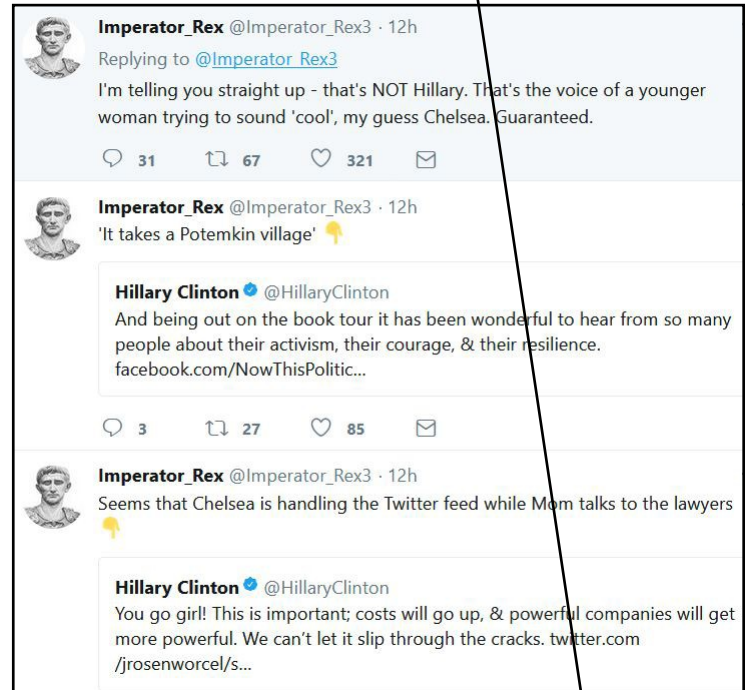 Imperator_Rex @Imperator_Rex3 · 12h
Replying to @Imperator_Rex3
I'm telling you straight up - that's NOT Hillary. That's the voice of a younger
woman trying to sound 'cool', my guess Chelsea. Guaranteed.
31 67 321
Imperator_Rex @Imperator_Rex3 · 12h
'It takes a Potemkin village' 👇
Hillary Clinton @HillaryClinton
And being out on the book tour it has been wonderful to hear from so many
people about their activism, their courage, & their resilience.
facebook.com/NowThisPolitic...
3 27 85
Imperator_Rex @Imperator_Rex3 · 12h
Seems that Chelsea is handling the Twitter feed while Mom talks to the lawyers
👇
Hillary Clinton @HillaryClinton
You go girl! This is important; costs will go up, & powerful companies will get
more powerful. We can't let it slip through the cracks. twitter.com
/jrosenworcel/s...